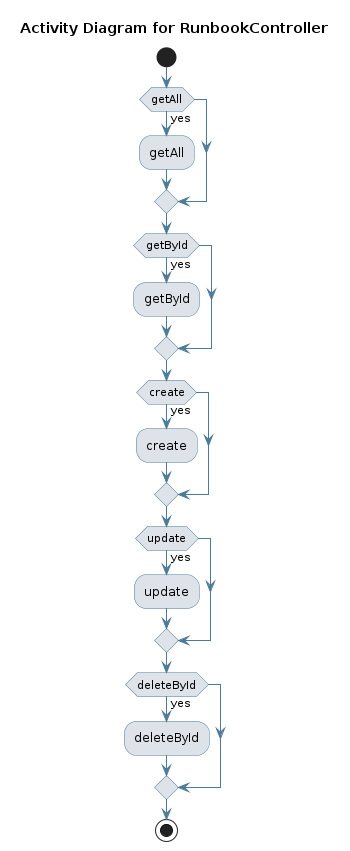 Activity Diagram for RunbookController
getAll
yes
getAll
getById
yes
getById
create
yes
create
update
yes
update
deleteById
yes
deleteById